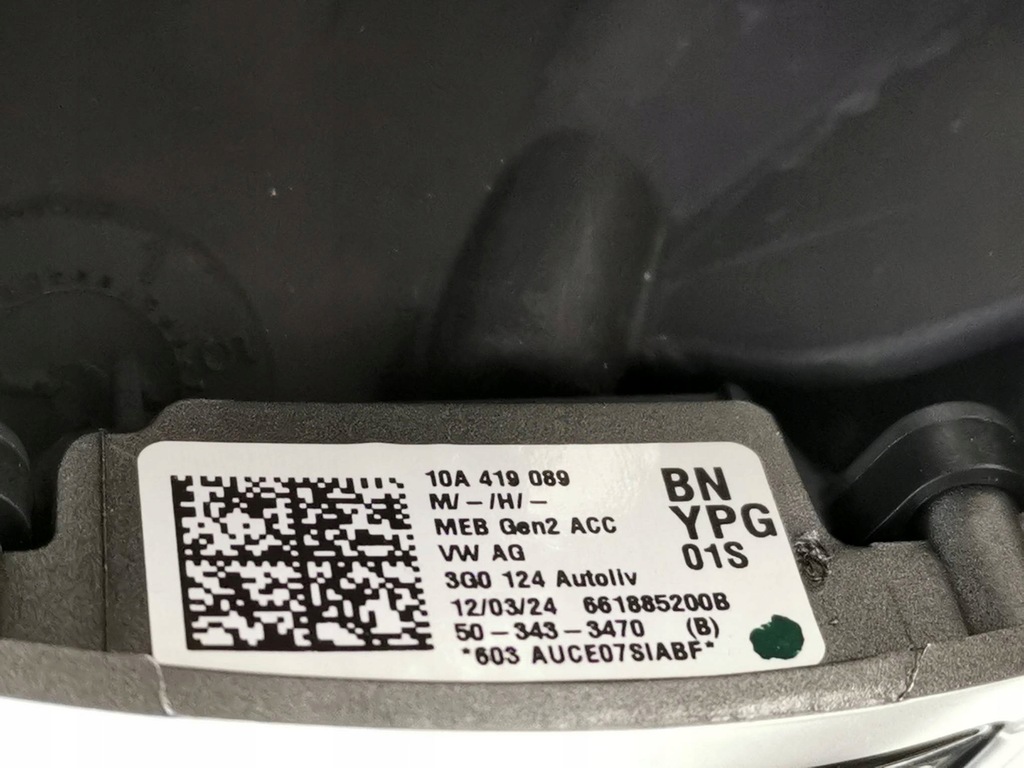 10A 419 089
M/-/H/-
MEB Gen2 ACC
VW AG
3G0 124 Autoliv
12/03/24 661885200B
50-343-3470 (B)
*603 AUCE07SIABF*
BN
YPG
01S